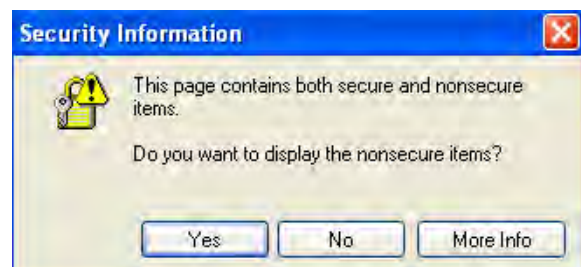 Security Information
This page contains both secure and nonsecure
items.
Do you want to display the nonsecure items?
Yes No More Info